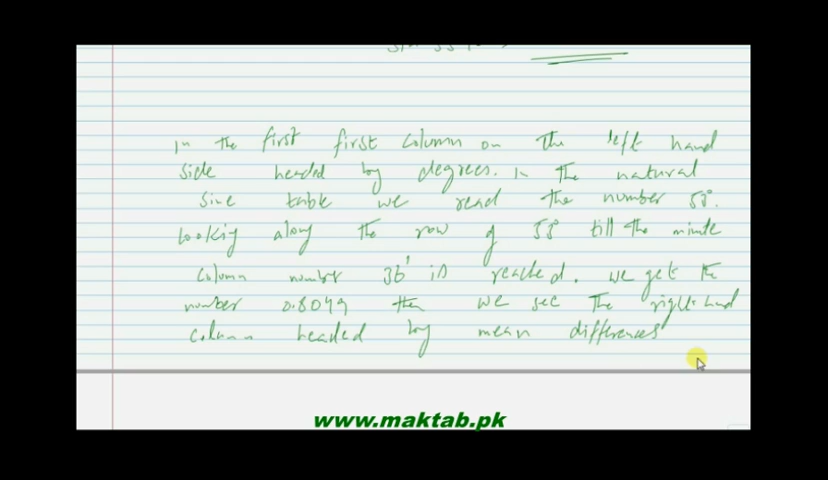 In the first first column on the left hand
side headed by degrees. In the natural
sine table we read the number 53°.
looking along the row of 53° till the minute
column number 36' is reached. we get the
number 0.8049 then we see the right hand
column headed by mean differences
www.maktab.pk